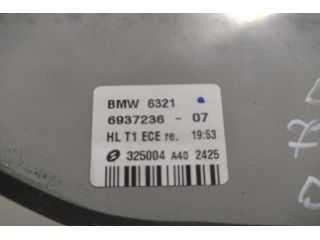 BMW 6321
6937236 - 07
HL T1 ECE re. 19:53
325004 A40 2425